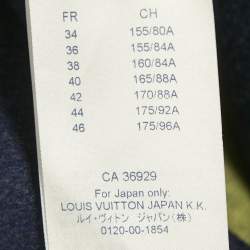 FR CH
34 155/80A
36 155/84A
38 160/84A
40 165/88A
42 170/88A
44 175/92A
46 175/96A
CA 36929
For Japan only:
LOUIS VUITTON JAPAN K.K.
ルイ・ヴィトン ジャパン(株)
0120-00-1854